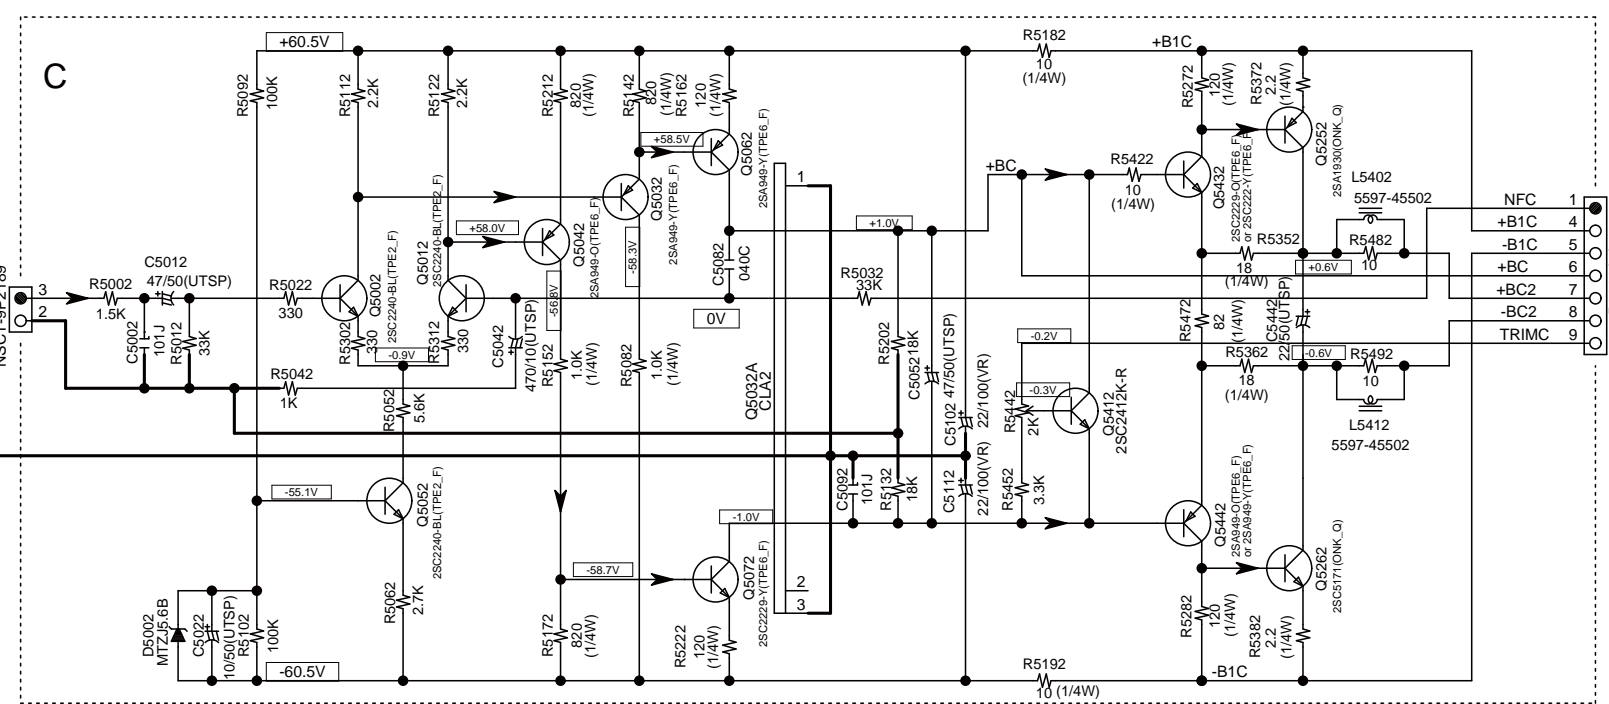 C
+60.5V
R5182
10
(1/4W)
+B1C
R5092
100K
R5112
2.2K
R5122
2.2K
R5212
820
(1/4W)
R5142
820
(1/4W)
R5162
120
(1/4W)
R5272
120
(1/4W)
R5372
2.2
(1/4W)
+58.5V
Q5062
2SA949-Y(TPE6_F)
Q5252
2SA1930(ONK_Q)
1
+BC
R5422
10
(1/4W)
Q5432
2SC2229-O(TPE6_F)
or 2SC2229-Y(TPE6_F)
L5402
5597-45502
Q5032
2SA949-Y(TPE6_F)
Q5042
2SA949-O(TPE6_F)
+58.0V
Q5012
2SC2240-BL(TPE2_F)
Q5002
2SC2240-BL(TPE2_F)
-58.3V
-56.8V
C5082
040C
+1.0V
R5352
18
(1/4W)
+0.6V
R5482
10
NFC 1
+B1C 4
-B1C 5
+BC 6
+BC2 7
-BC2 8
TRIMC 9
C5012
47/50(UTSP)
3
2
R5002
1.5K
R5022
330
R5032
33K
0V
C5002
101J
R5012
33K
R5302
330
-0.9V
R5312
330
C5042
470/10(UTSP)
R5152
1.0K
(1/4W)
R5082
1.0K
(1/4W)
R5202
18K
C5052
47/50(UTSP)
-0.2V
R5472
82
(1/4W)
C5442
22/50(UTSP)
R5362
18
(1/4W)
-0.6V
R5492
10
R5042
1K
R5052
5.6K
Q5032A
CLA2
C5102
22/100(VR)
-0.3V
R5442
2K
Q5412
2SC2412K-R
L5412
5597-45502
-55.1V
Q5052
2SC2240-BL(TPE2_F)
C5092
101J
R5132
18K
C5112
22/100(VR)
R5452
3.3K
-1.0V
Q5442
2SA949-O(TPE6_F)
or 2SA949-Y(TPE6_F)
-58.7V
Q5072
2SC2229-Y(TPE6_F)
2
3
Q5262
2SC5171(ONK_Q)
D5002
MTZJ5.6B
C5022
10/50(UTSP)
R5102
100K
R5062
2.7K
R5172
820
(1/4W)
R5222
120
(1/4W)
R5282
120
(1/4W)
R5382
2.2
(1/4W)
-60.5V
R5192
10 (1/4W)
-B1C